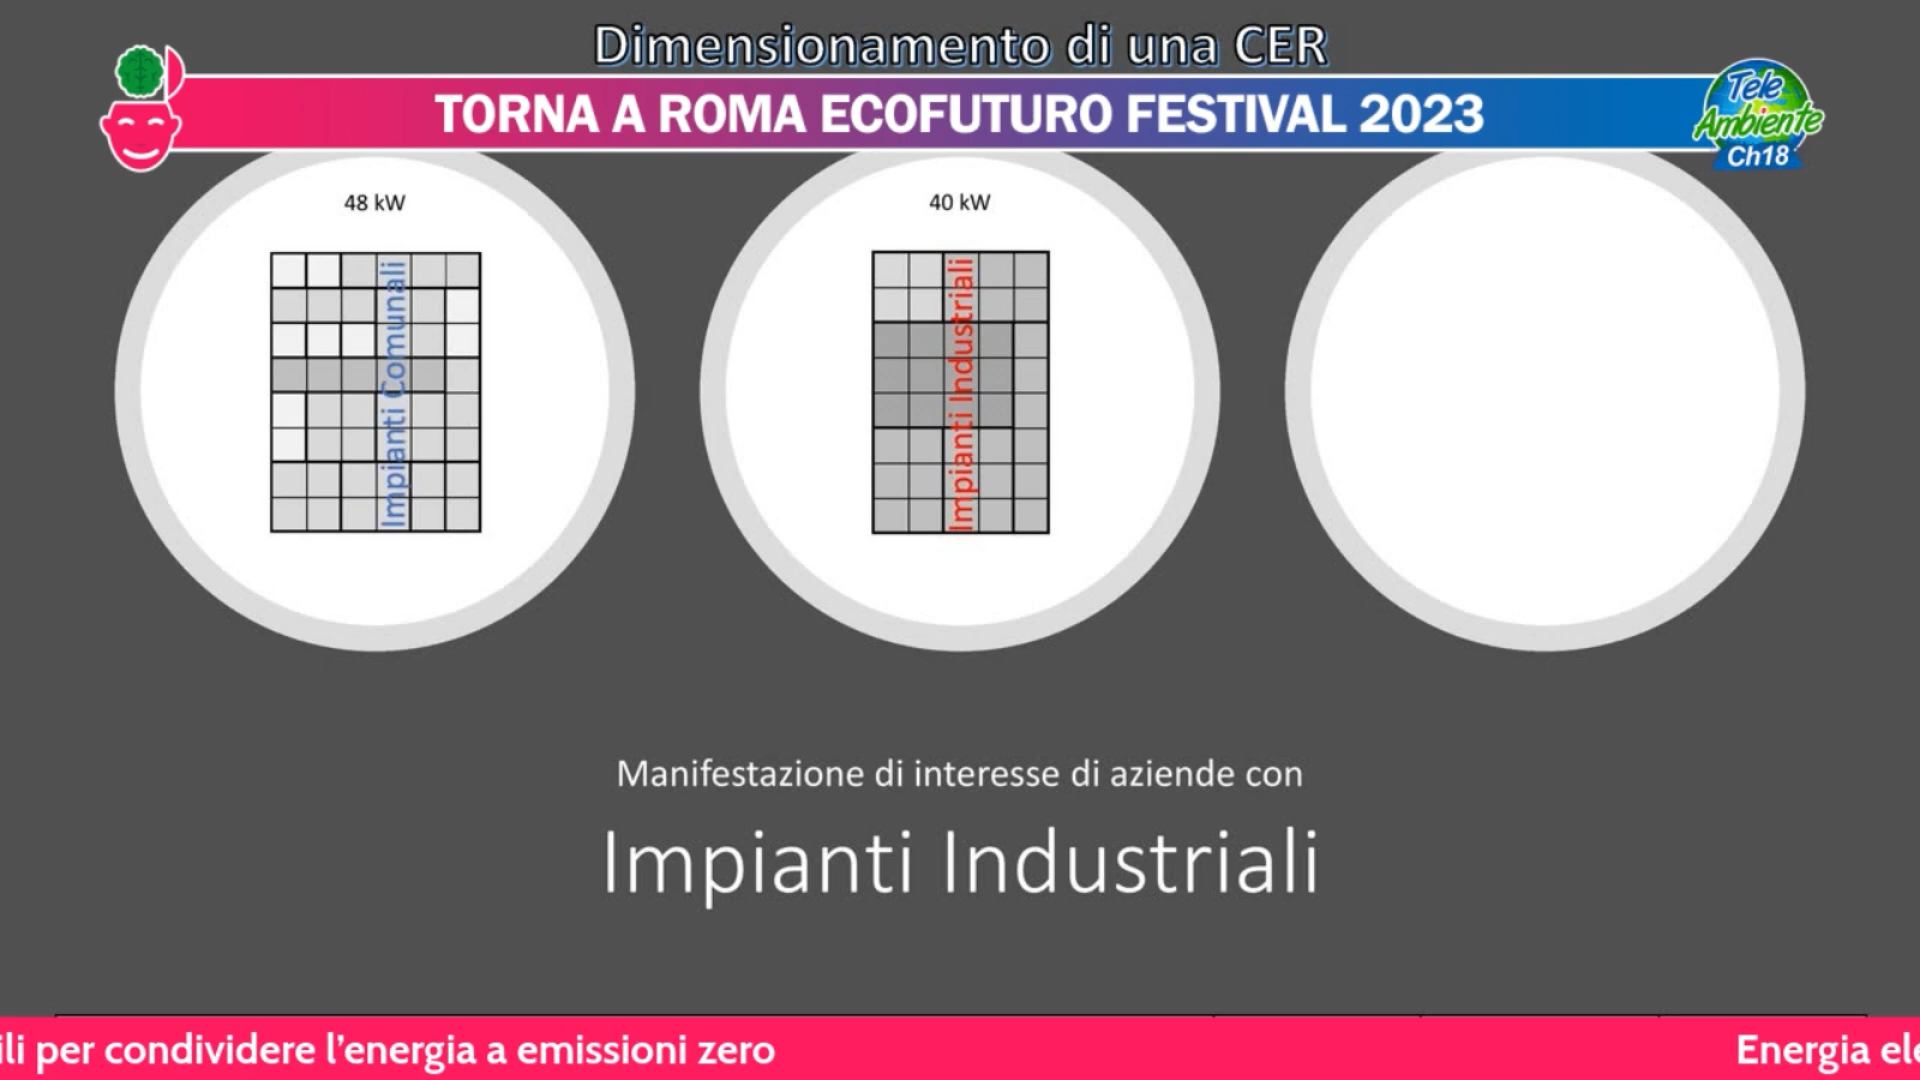 Dimensionamento di una CER
TORNA A ROMA ECOFUTURO FESTIVAL 2023
Tele
Ambiente
Ch18
48 kW
40 kW
Impianti Comunali
Impianti Industriali
Manifestazione di interesse di aziende con
Impianti Industriali
ili per condividere l'energia a emissioni zero
Energia ele